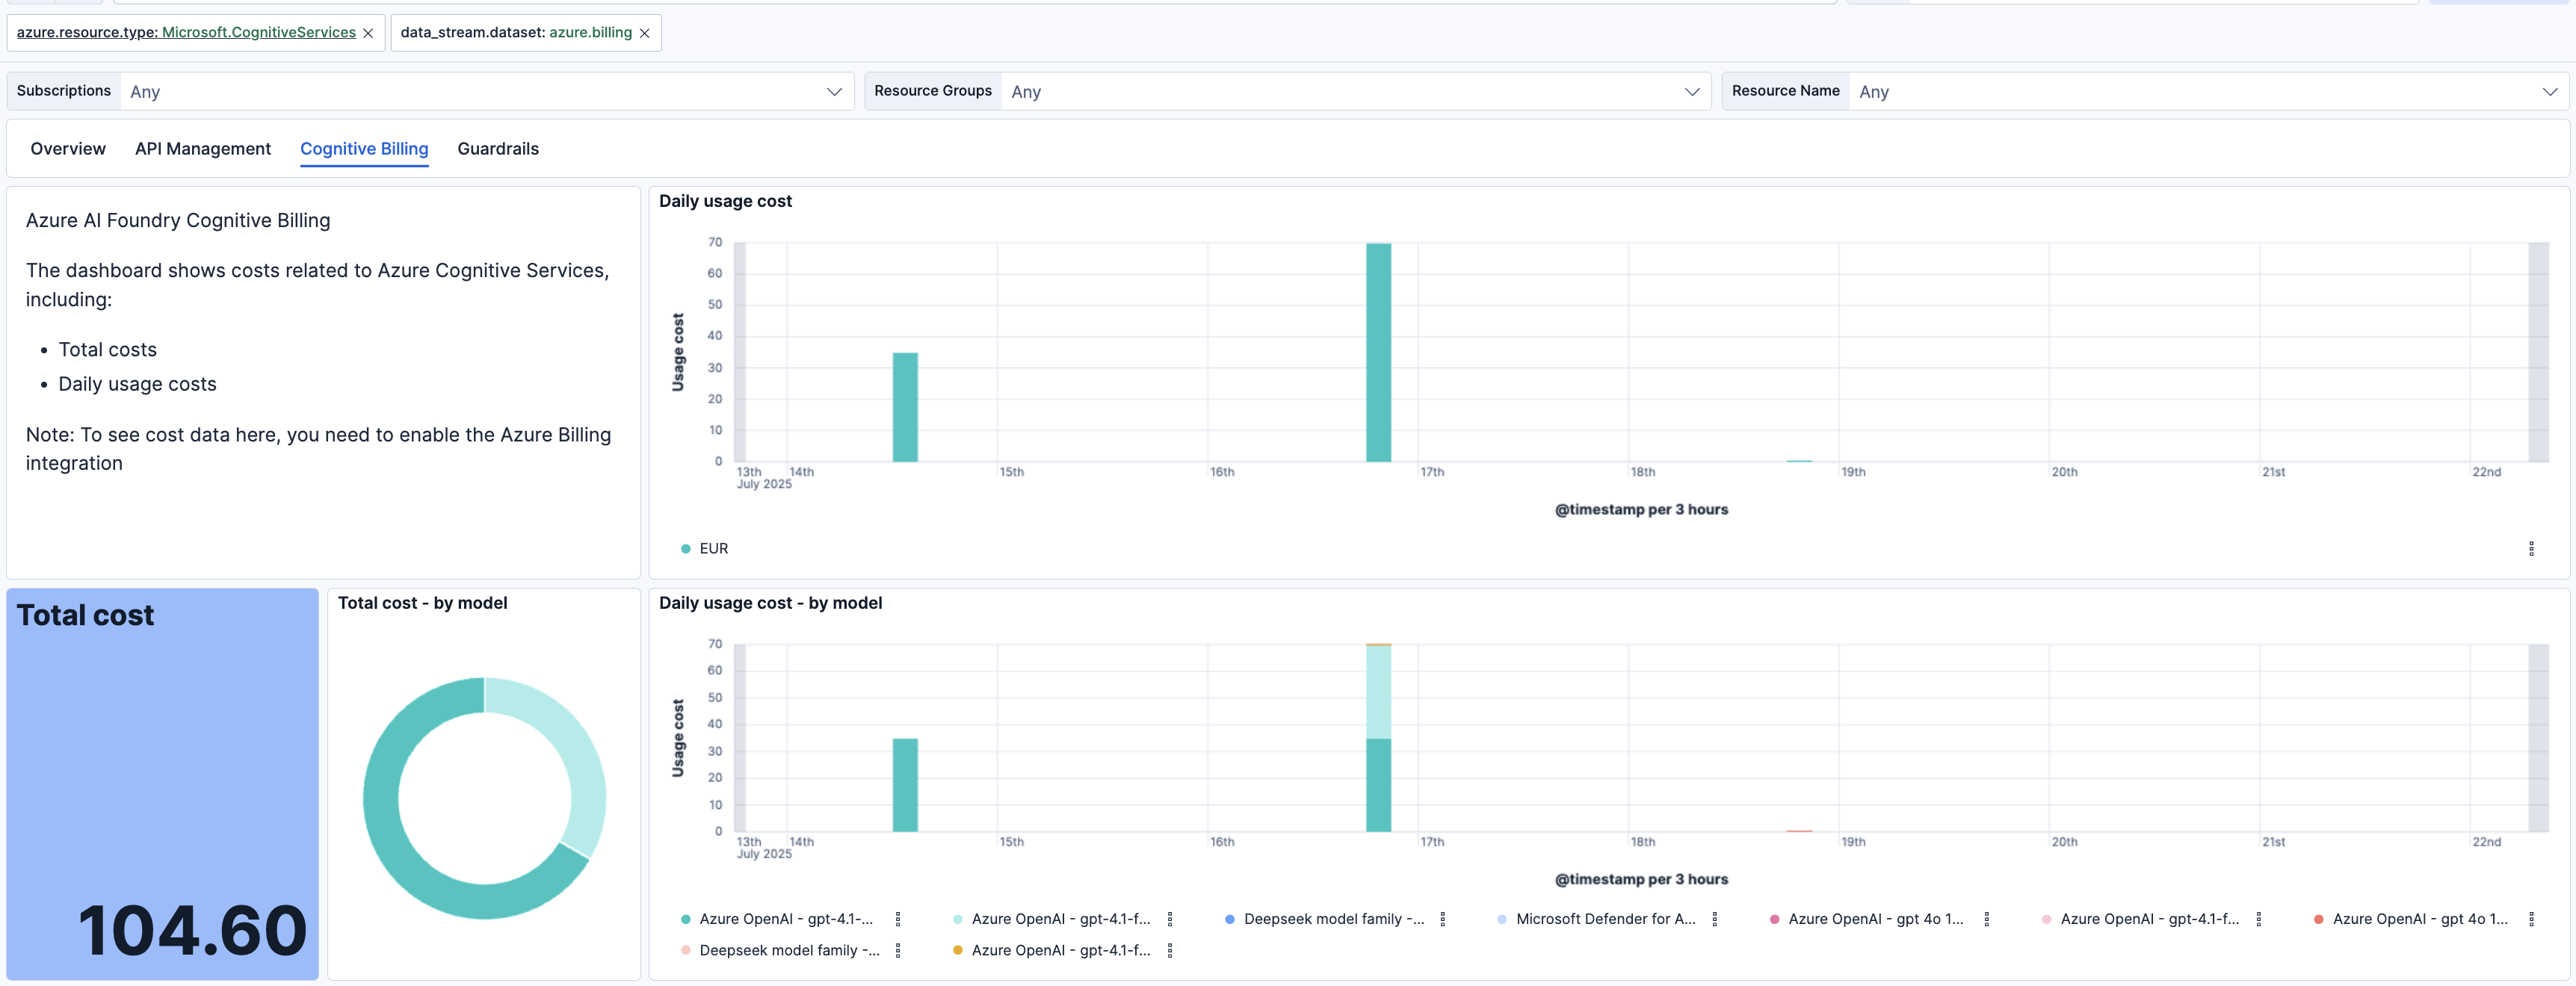 azure.resource.type: Microsoft.CognitiveServices
data_stream.dataset: azure.billing
Subscriptions Any
Resource Groups Any
Resource Name Any
Overview API Management Cognitive Billing Guardrails
Azure AI Foundry Cognitive Billing
The dashboard shows costs related to Azure Cognitive Services,
including:
• Total costs
• Daily usage costs
Note: To see cost data here, you need to enable the Azure Billing
integration
Daily usage cost
Usage cost
70
60
50
40
30
20
10
0
13th 14th 15th 16th 17th 18th 19th 20th 21st 22nd
July 2025
@timestamp per 3 hours
EUR
Total cost
104.60
Total cost - by model
Daily usage cost - by model
Usage cost
70
60
50
40
30
20
10
0
13th 14th 15th 16th 17th 18th 19th 20th 21st 22nd
July 2025
@timestamp per 3 hours
Azure OpenAI - gpt-4.1-... Azure OpenAI - gpt-4.1-f... Deepseek model family -... Microsoft Defender for A... Azure OpenAI - gpt 4o 1... Azure OpenAI - gpt-4.1-f... Azure OpenAI - gpt 4o 1...
Deepseek model family -... Azure OpenAI - gpt-4.1-f...